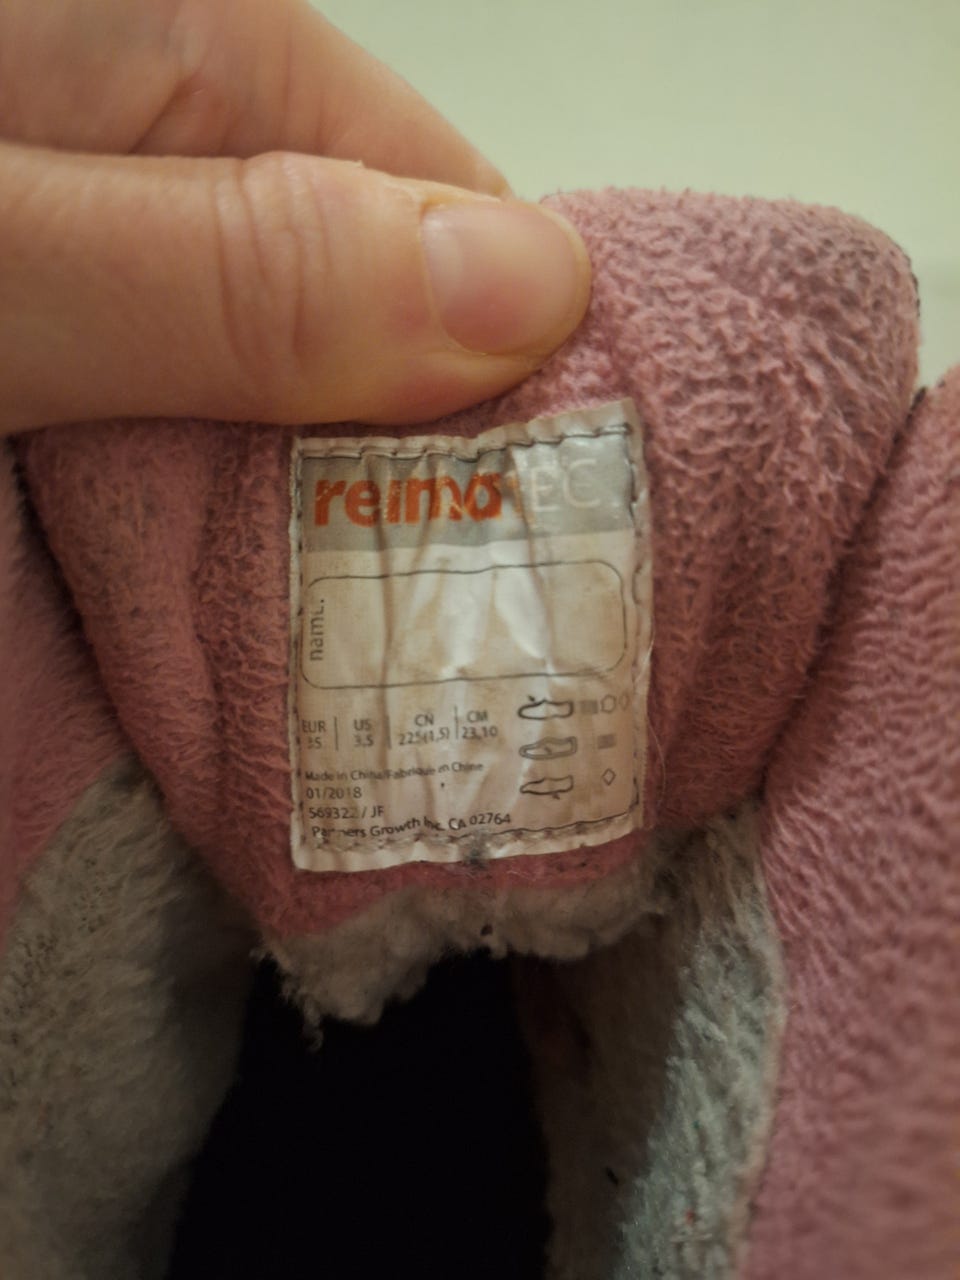 reimatEC
name:
EUR US CN CM
35 3,5 225(1,5) 23,10
Made in China/Fabriqué en Chine
01/2018
569322 / JF
Partners Growth Inc. CA 02764